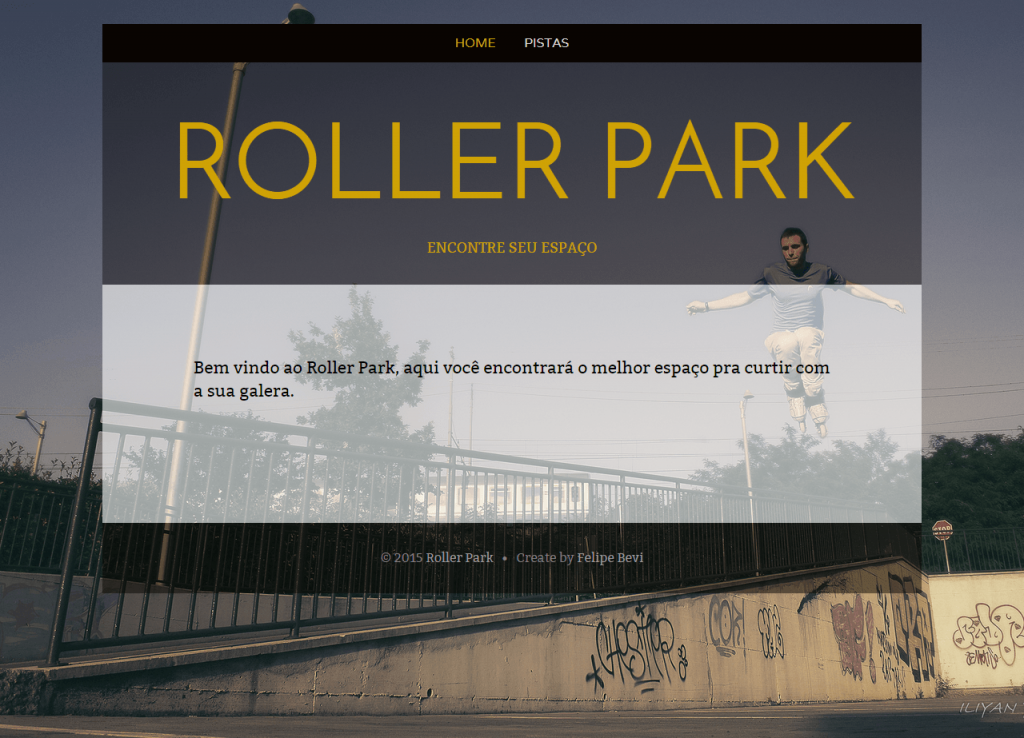 HOME PISTAS
ROLLER PARK
ENCONTRE SEU ESPAÇO
Bem vindo ao Roller Park, aqui você encontrará o melhor espaço pra curtir com
a sua galera.
© 2015 Roller Park • Create by Felipe Bevi
ILIYAN